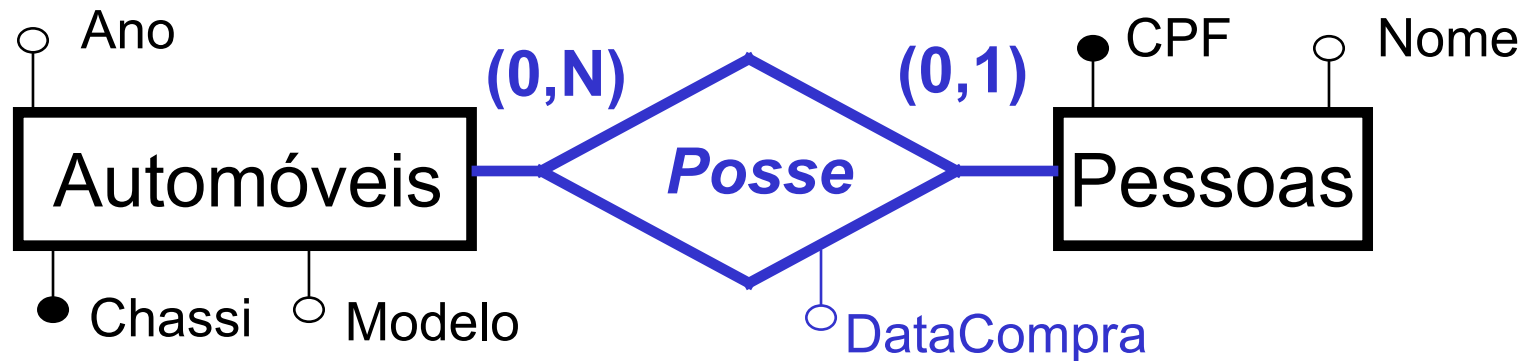 Ano
(0,N)
(0,1)
CPF
Nome
Automóveis
Posse
Pessoas
Chassi
Modelo
DataCompra